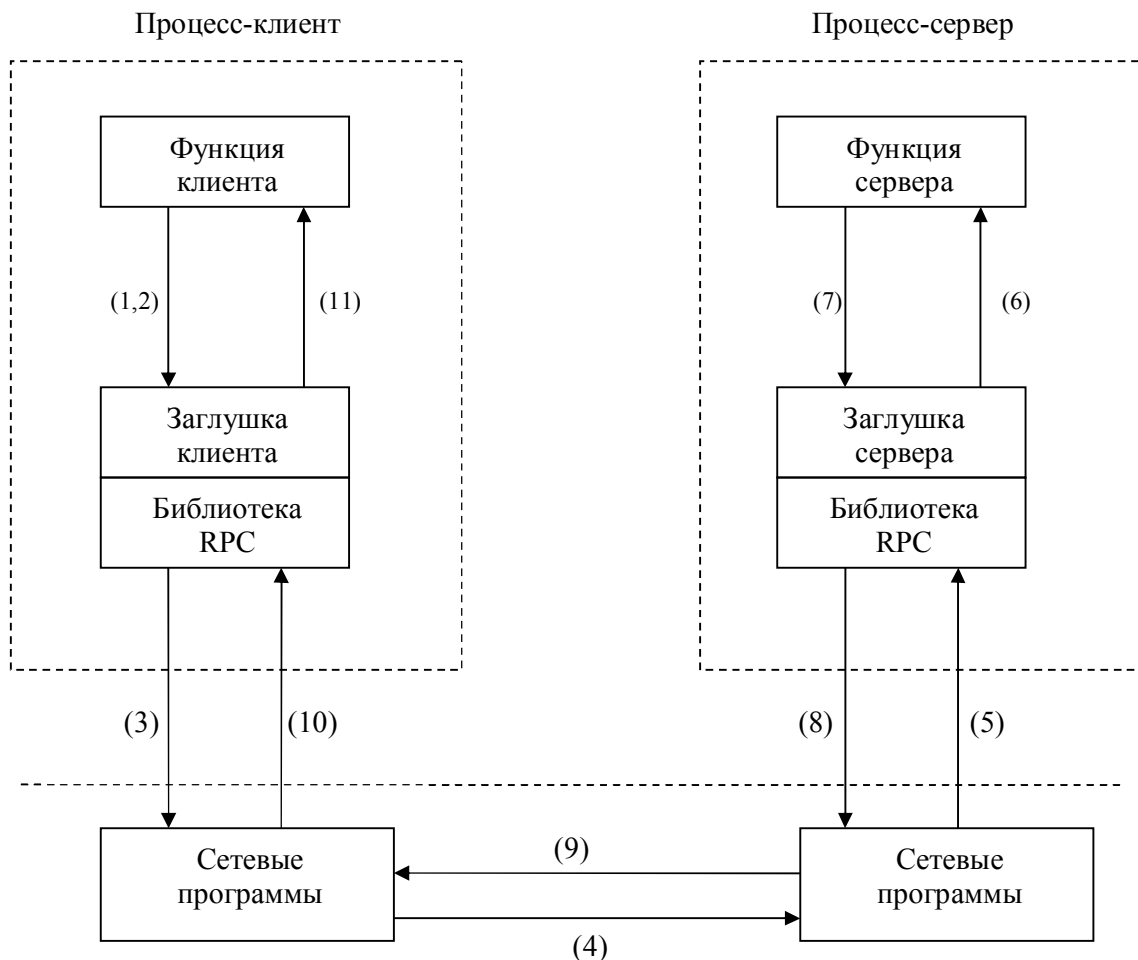 Процесс-клиент
Процесс-сервер
Функция
клиента
Функция
сервера
(1,2)
(11)
(7)
(6)
Заглушка
клиента
Заглушка
сервера
Библиотека
RPC
Библиотека
RPC
(3)
(10)
(8)
(5)
Сетевые
программы
(9)
(4)
Сетевые
программы